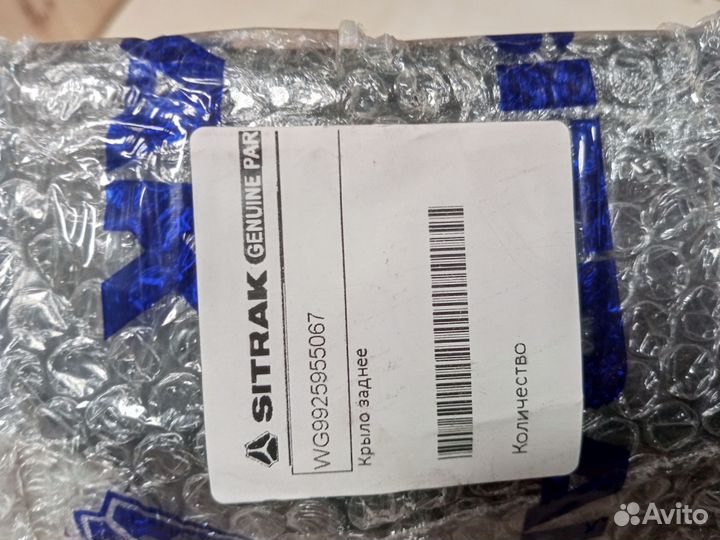 SITRAK GENUINE PAR
WG9925955067
Крыло заднее
Количество
Avito